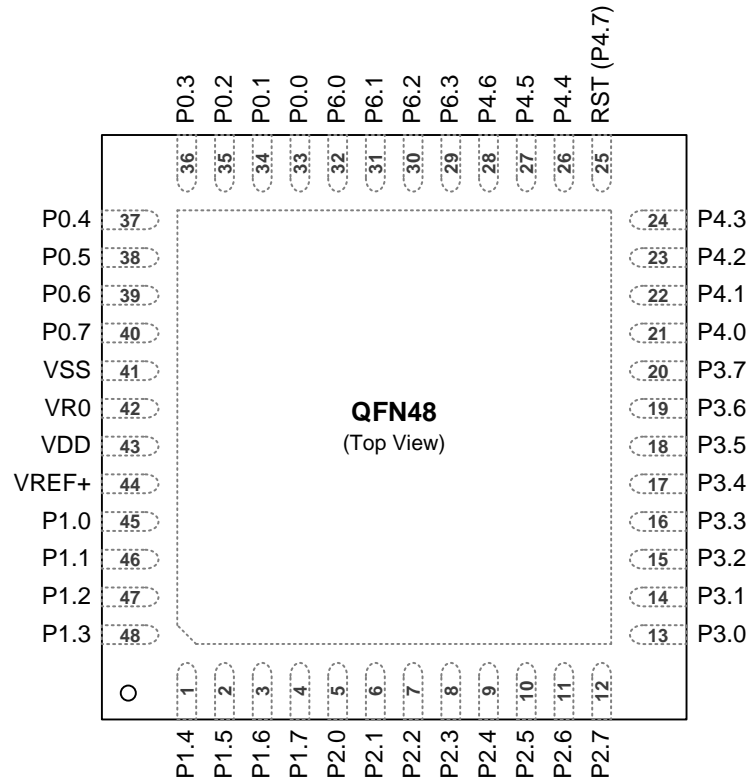 P0.3 P0.2 P0.1 P0.0 P6.0 P6.1 P6.2 P6.3 P4.6 P4.5 P4.4 RST (P4.7)
36 35 34 33 32 31 30 29 28 27 26 25
P0.4 37 24 P4.3
P0.5 38 23 P4.2
P0.6 39 22 P4.1
P0.7 40 21 P4.0
VSS 41 20 P3.7
VR0 42 19 P3.6
VDD 43 18 P3.5
VREF+ 44 17 P3.4
P1.0 45 16 P3.3
P1.1 46 15 P3.2
P1.2 47 14 P3.1
P1.3 48 13 P3.0
QFN48
(Top View)
1 2 3 4 5 6 7 8 9 10 11 12
P1.4 P1.5 P1.6 P1.7 P2.0 P2.1 P2.2 P2.3 P2.4 P2.5 P2.6 P2.7